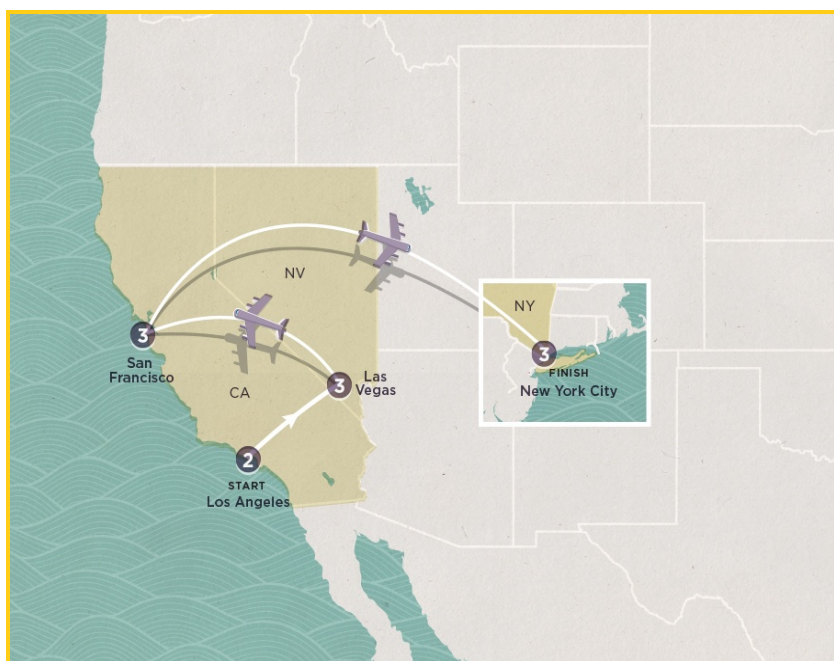 NV
NY
3
San
Francisco
3
FINISH
New York City
CA
3
Las
Vegas
2
START
Los Angeles